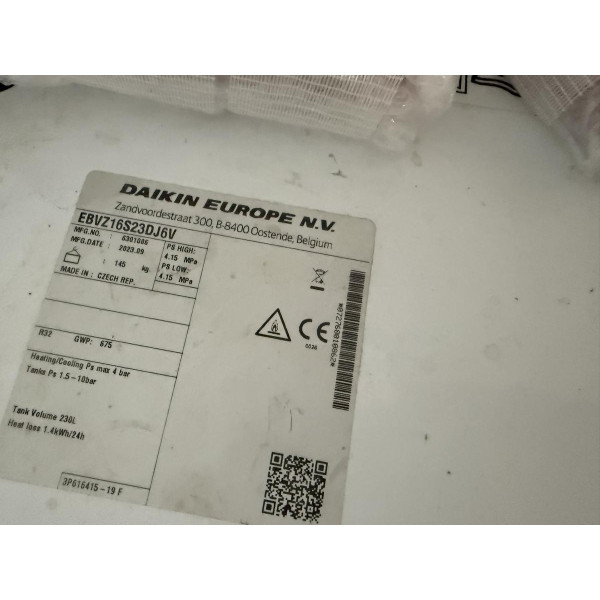 DAIKIN EUROPE N.V.
Zandvoordestraat 300, B-8400 Oostende, Belgium
EBVZ16S23DJ6V
MFG.NO. : 6301086
MFG.DATE : 2023.09
: 145 kg
MADE IN : CZECH REP.
PS HIGH:
4.15 MPa
PS LOW:
4.15 MPa
R32
GWP: 675
CE
0036
Heating/Cooling Ps max 4 bar
Tanks Ps 1.5-10bar
Tank Volume 230L
Heat loss 1.4kWh/24h
3P616415-19 F